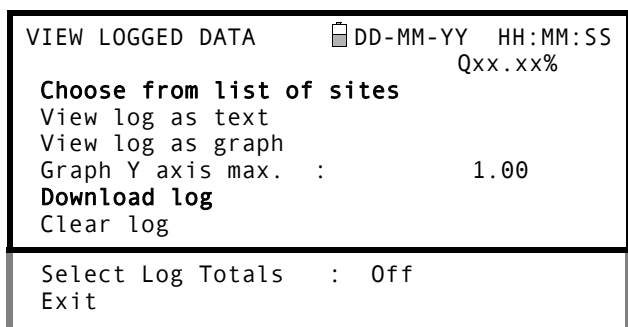 VIEW LOGGED DATA DD-MM-YY HH:MM:SS
Qxx.xx%
Choose from list of sites
View log as text
View log as graph
Graph Y axis max. : 1.00
Download log
Clear log
Select Log Totals : Off
Exit